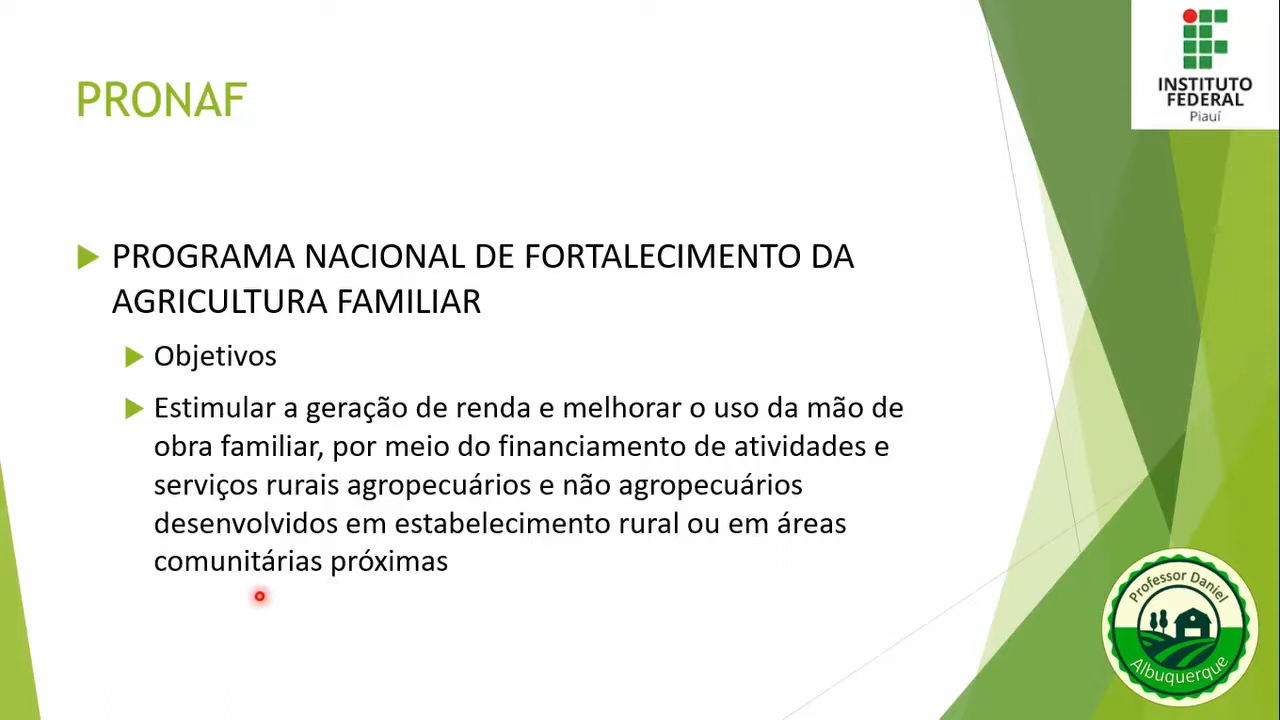 PRONAF
INSTITUTO
FEDERAL
Piauí
PROGRAMA NACIONAL DE FORTALECIMENTO DA
AGRICULTURA FAMILIAR
Objetivos
Estimular a geração de renda e melhorar o uso da mão de
obra familiar, por meio do financiamento de atividades e
serviços rurais agropecuários e não agropecuários
desenvolvidos em estabelecimento rural ou em áreas
comunitárias próximas
Professor Daniel
Albuquerque